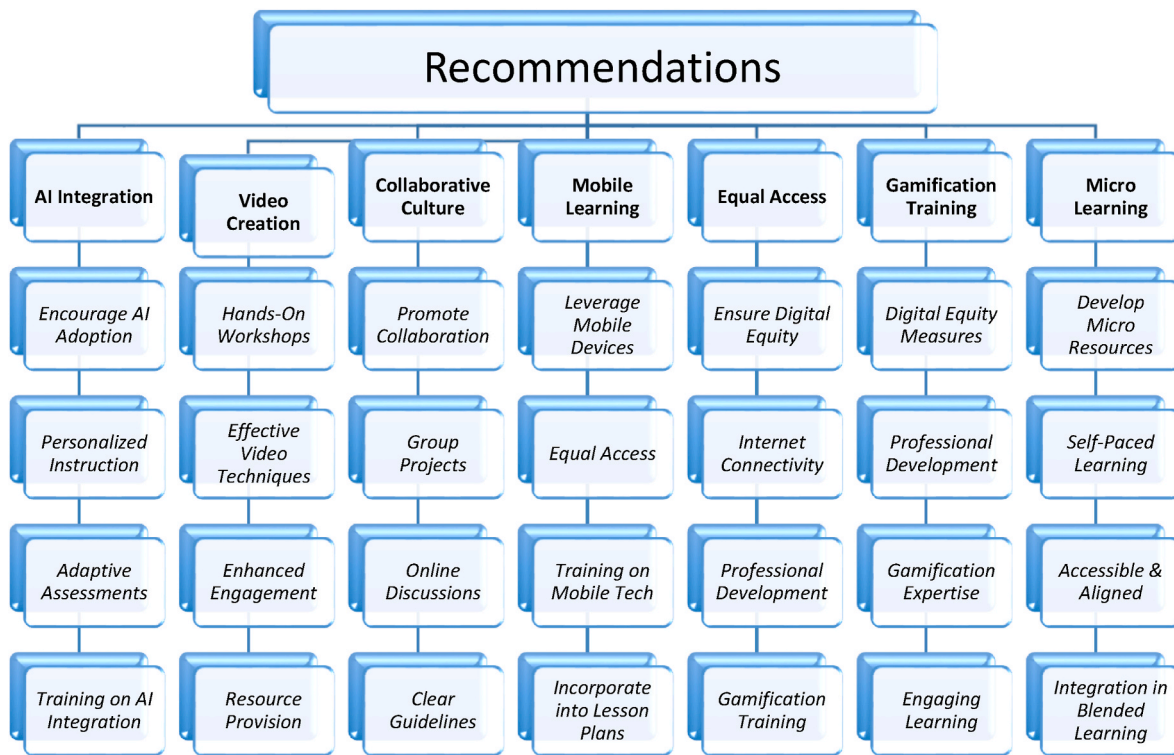 Recommendations
AI Integration
Encourage AI
Adoption
Personalized
Instruction
Adaptive
Assessments
Training on AI
Integration
Video
Creation
Hands-On
Workshops
Effective
Video
Techniques
Enhanced
Engagement
Resource
Provision
Collaborative
Culture
Promote
Collaboration
Group
Projects
Online
Discussions
Clear
Guidelines
Mobile
Learning
Leverage
Mobile
Devices
Equal Access
Training on
Mobile Tech
Incorporate
into Lesson
Plans
Equal Access
Ensure Digital
Equity
Internet
Connectivity
Professional
Development
Gamification
Training
Gamification
Training
Digital Equity
Measures
Professional
Development
Gamification
Expertise
Engaging
Learning
Micro
Learning
Develop
Micro
Resources
Self-Paced
Learning
Accessible &
Aligned
Integration in
Blended
Learning